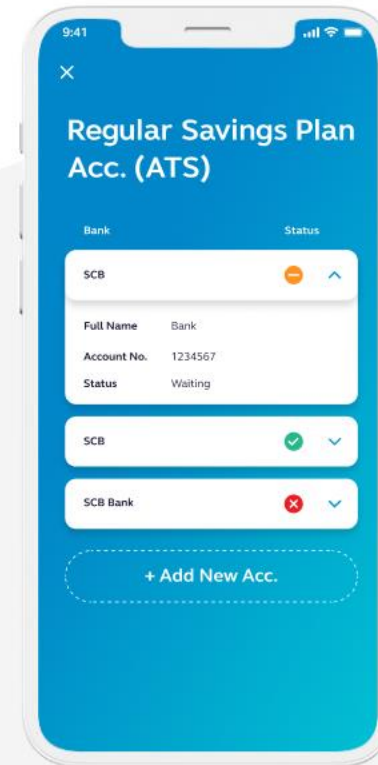 9:41
Regular Savings Plan
Acc. (ATS)
Bank Status
SCB
Full Name Bank
Account No. 1234567
Status Waiting
SCB
SCB Bank
+ Add New Acc.